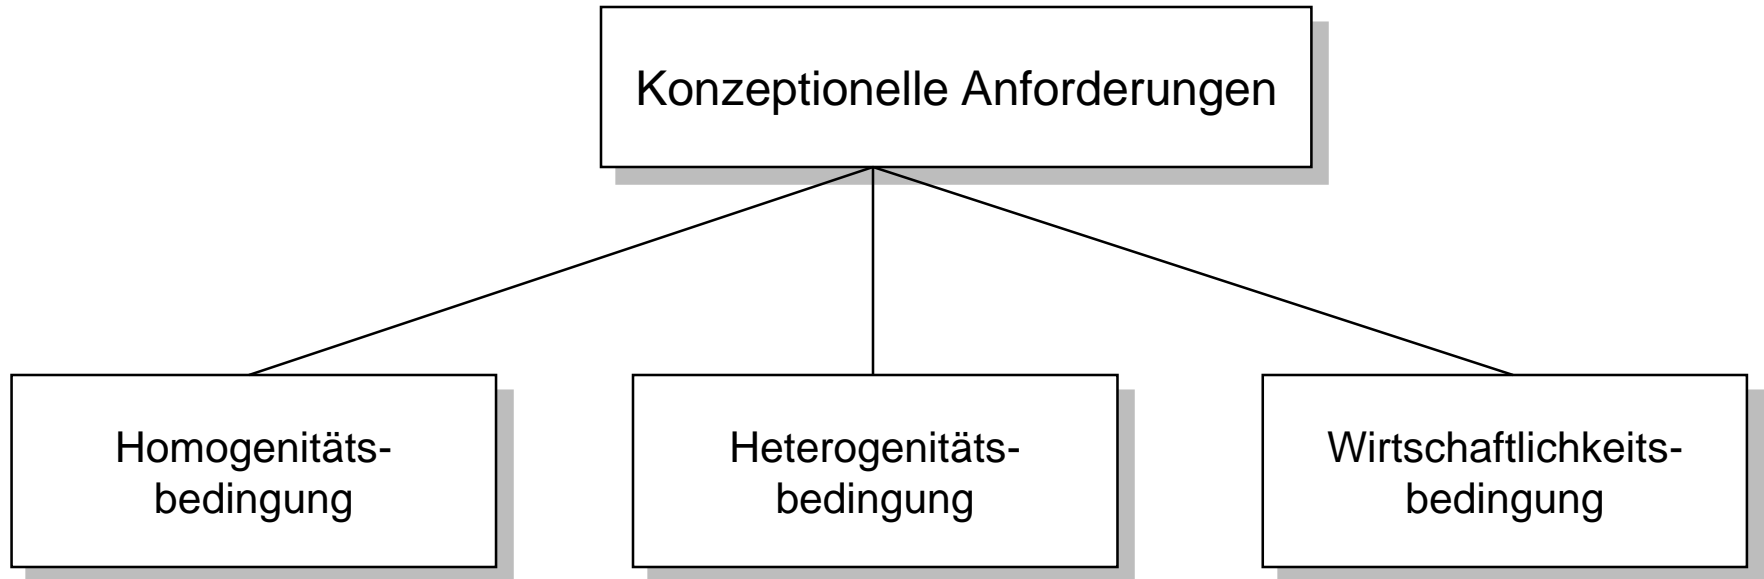 Konzeptionelle Anforderungen
Homogenitäts-
bedingung
Heterogenitäts-
bedingung
Wirtschaftlichkeits-
bedingung